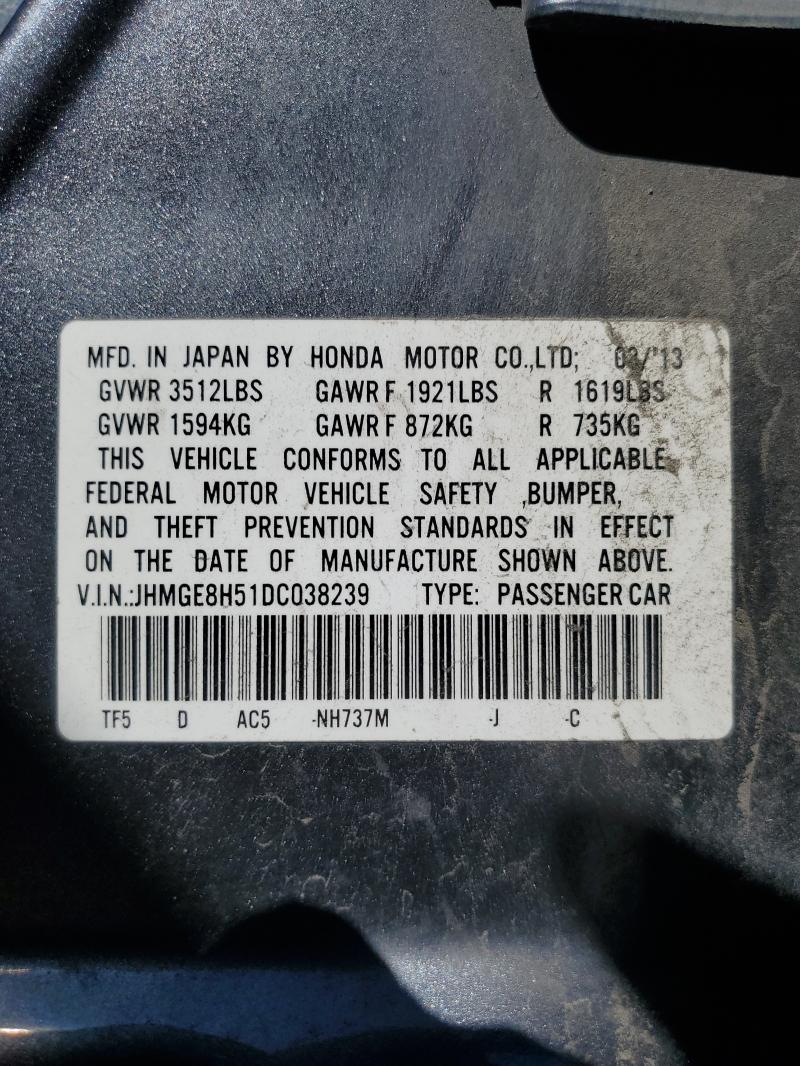 MFD. IN JAPAN BY HONDA MOTOR CO.,LTD; 03/'13
GVWR 3512LBS GAWR F 1921LBS R 1619LBS
GVWR 1594KG GAWR F 872KG R 735KG
THIS VEHICLE CONFORMS TO ALL APPLICABLE
FEDERAL MOTOR VEHICLE SAFETY ,BUMPER,
AND THEFT PREVENTION STANDARDS IN EFFECT
ON THE DATE OF MANUFACTURE SHOWN ABOVE.
V.I.N.:JHMGE8H51DC038239 TYPE: PASSENGER CAR
TF5 D AC5 -NH737M -J -C